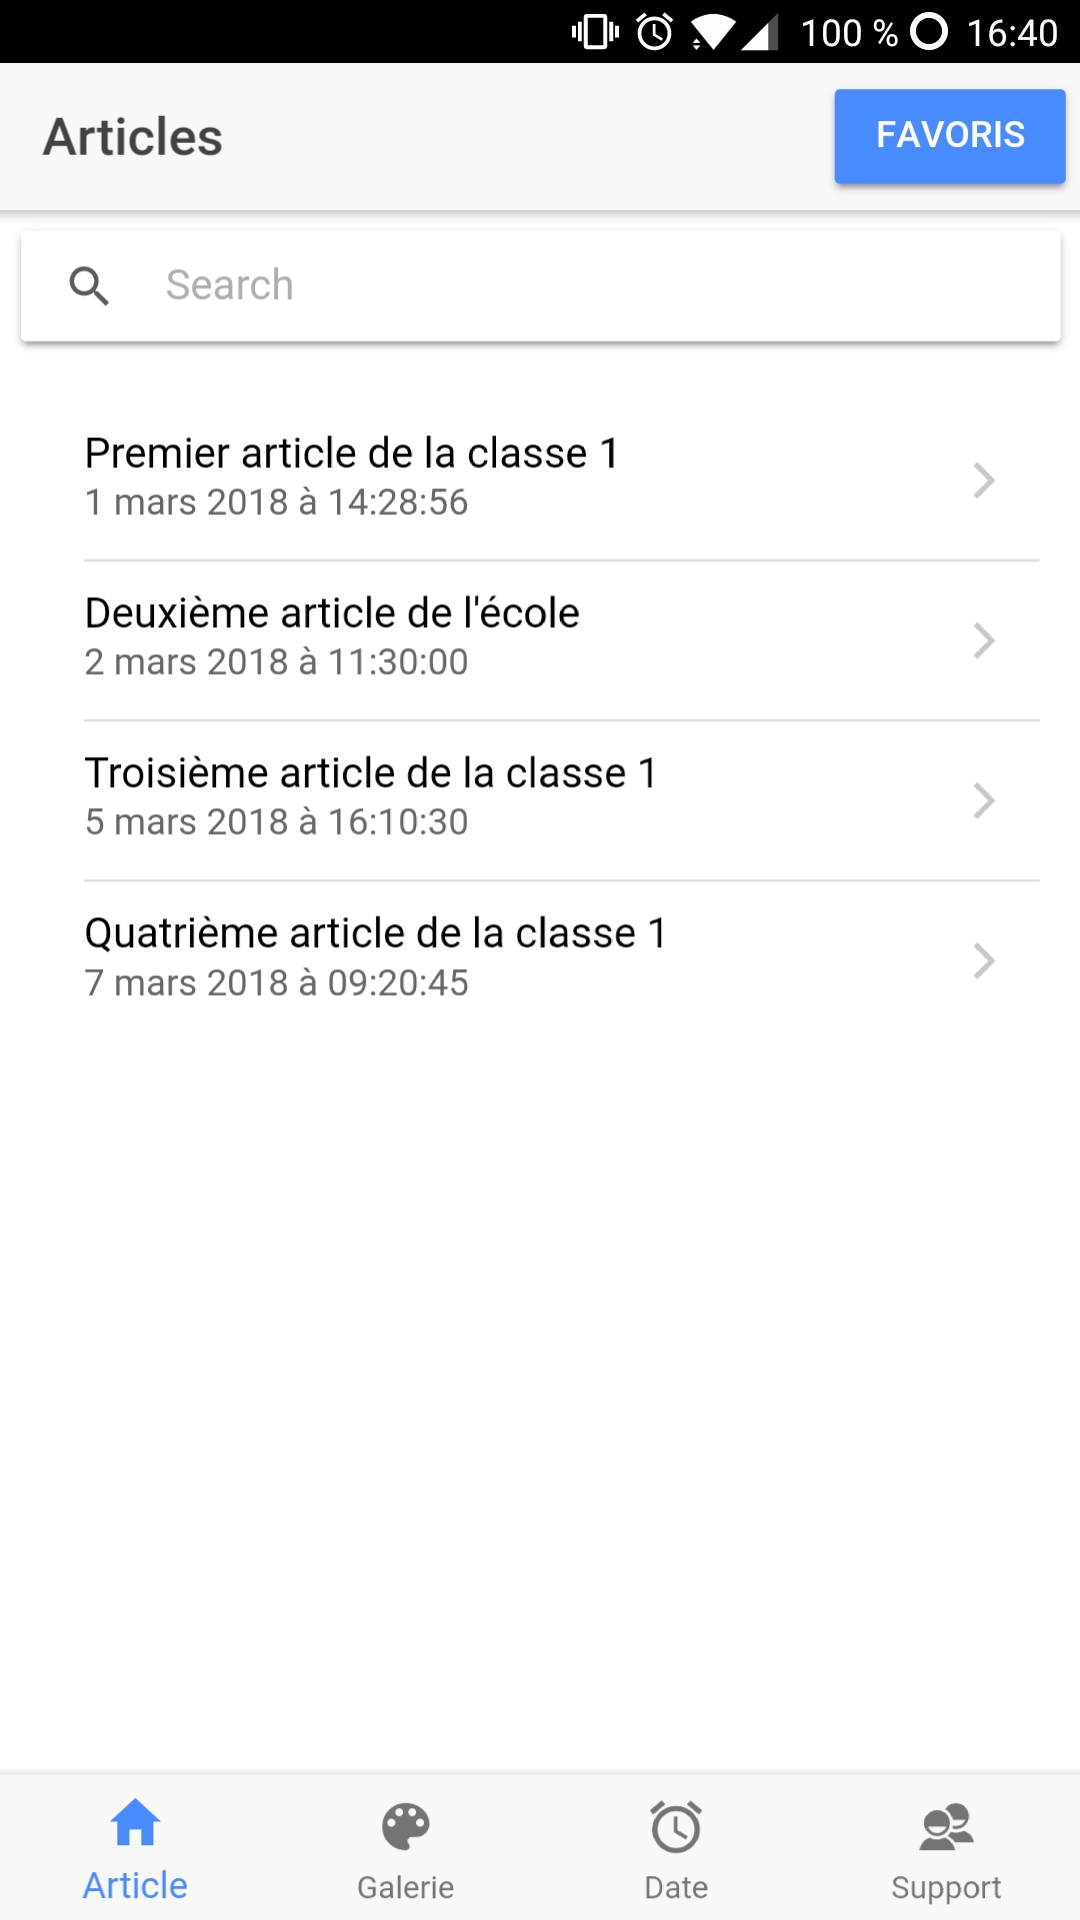 100 % 16:40
Articles
FAVORIS
Search
Premier article de la classe 1
1 mars 2018 à 14:28:56
Deuxième article de l'école
2 mars 2018 à 11:30:00
Troisième article de la classe 1
5 mars 2018 à 16:10:30
Quatrième article de la classe 1
7 mars 2018 à 09:20:45
Article
Galerie
Date
Support